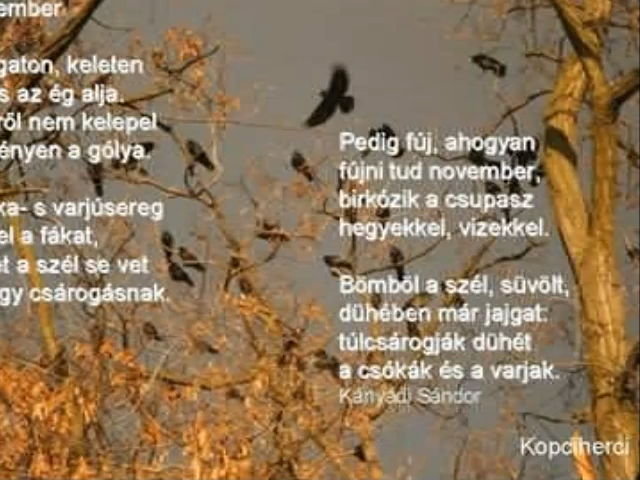 ember
gaton, keleten
s az ég alja.
ről nem kelepel
ényen a gólya.
ka- s varjúsereg
el a fákat,
t a szél se vet
gy csárogásnak.
Pedig fúj, ahogyan
fújni tud november,
birkózik a csupasz
hegyekkel, vizekkel.
Bömböl a szél, süvölt,
dühében már jajgat:
túlcsárogják dühét
a csókák és a varjak.
Kányádi Sándor
Kopciherci